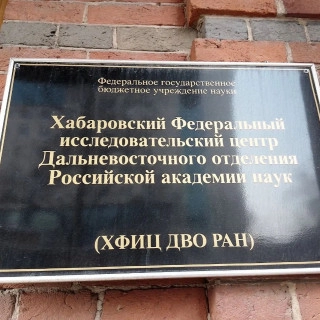 Федеральное государственное
бюджетное учреждение науки
Хабаровский Федеральный
исследовательский центр
Дальневосточного отделения
Российской академии наук
(ХФИЦ ДВО РАН)